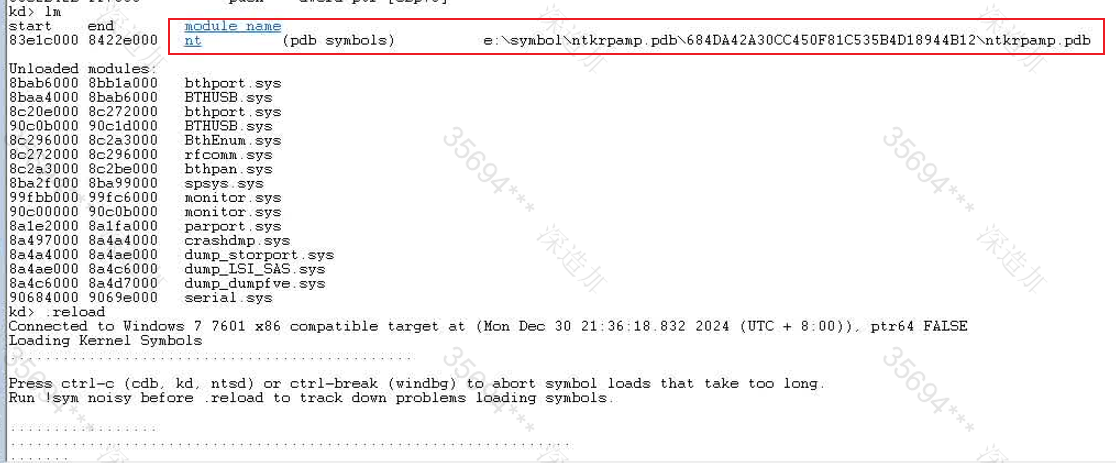 kd> lm
start    end        module name
83e1c000 8422e000   nt         (pdb symbols)          e:\symbol\ntkrpamp.pdb\684DA42A30CC450F81C535B4D18944B12\ntkrpamp.pdb
Unloaded modules:
8bab6000 8bb1a000   bthport.sys
8baa4000 8bab6000   BTHUSB.sys
8c20e000 8c272000   bthport.sys
90c0b000 90c1d000   BTHUSB.sys
8c296000 8c2a3000   BthEnum.sys
8c272000 8c296000   rfcomm.sys
8c2a3000 8c2be000   bthpan.sys
8ba2f000 8ba99000   spsys.sys
99fbb000 99fc6000   monitor.sys
90c00000 90c0b000   monitor.sys
8a1e2000 8a1fa000   parport.sys
8a497000 8a4a4000   crashdmp.sys
8a4a4000 8a4ae000   dump_storport.sys
8a4ae000 8a4c6000   dump_LSI_SAS.sys
8a4c6000 8a4d7000   dump_dumpfve.sys
90684000 9069e000   serial.sys
kd> .reload
Connected to Windows 7 7601 x86 compatible target at (Mon Dec 30 21:36:18.832 2024 (UTC + 8:00)), ptr64 FALSE
Loading Kernel Symbols
Press ctrl-c (cdb, kd, ntsd) or ctrl-break (windbg) to abort symbol loads that take too long.
Run !sym noisy before .reload to track down problems loading symbols.
35694***
35694***
35694***
35694***